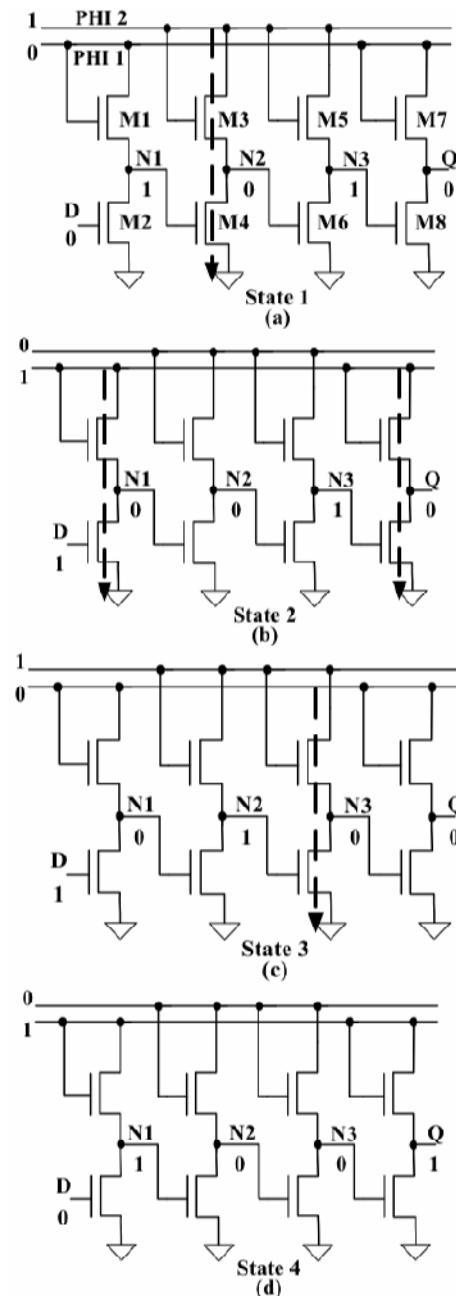 1 PHI 2
0 PHI 1
M1 M3 M5 M7
N1 N2 N3 Q
1 0 1 0
D
0 M2 M4 M6 M8
State 1
(a)
0
1
N1 N2 N3 Q
0 0 1 0
D
1
State 2
(b)
1
0
N1 N2 N3 Q
0 1 0 0
D
1
State 3
(c)
0
1
N1 N2 N3 Q
1 0 0 1
D
0
State 4
(d)